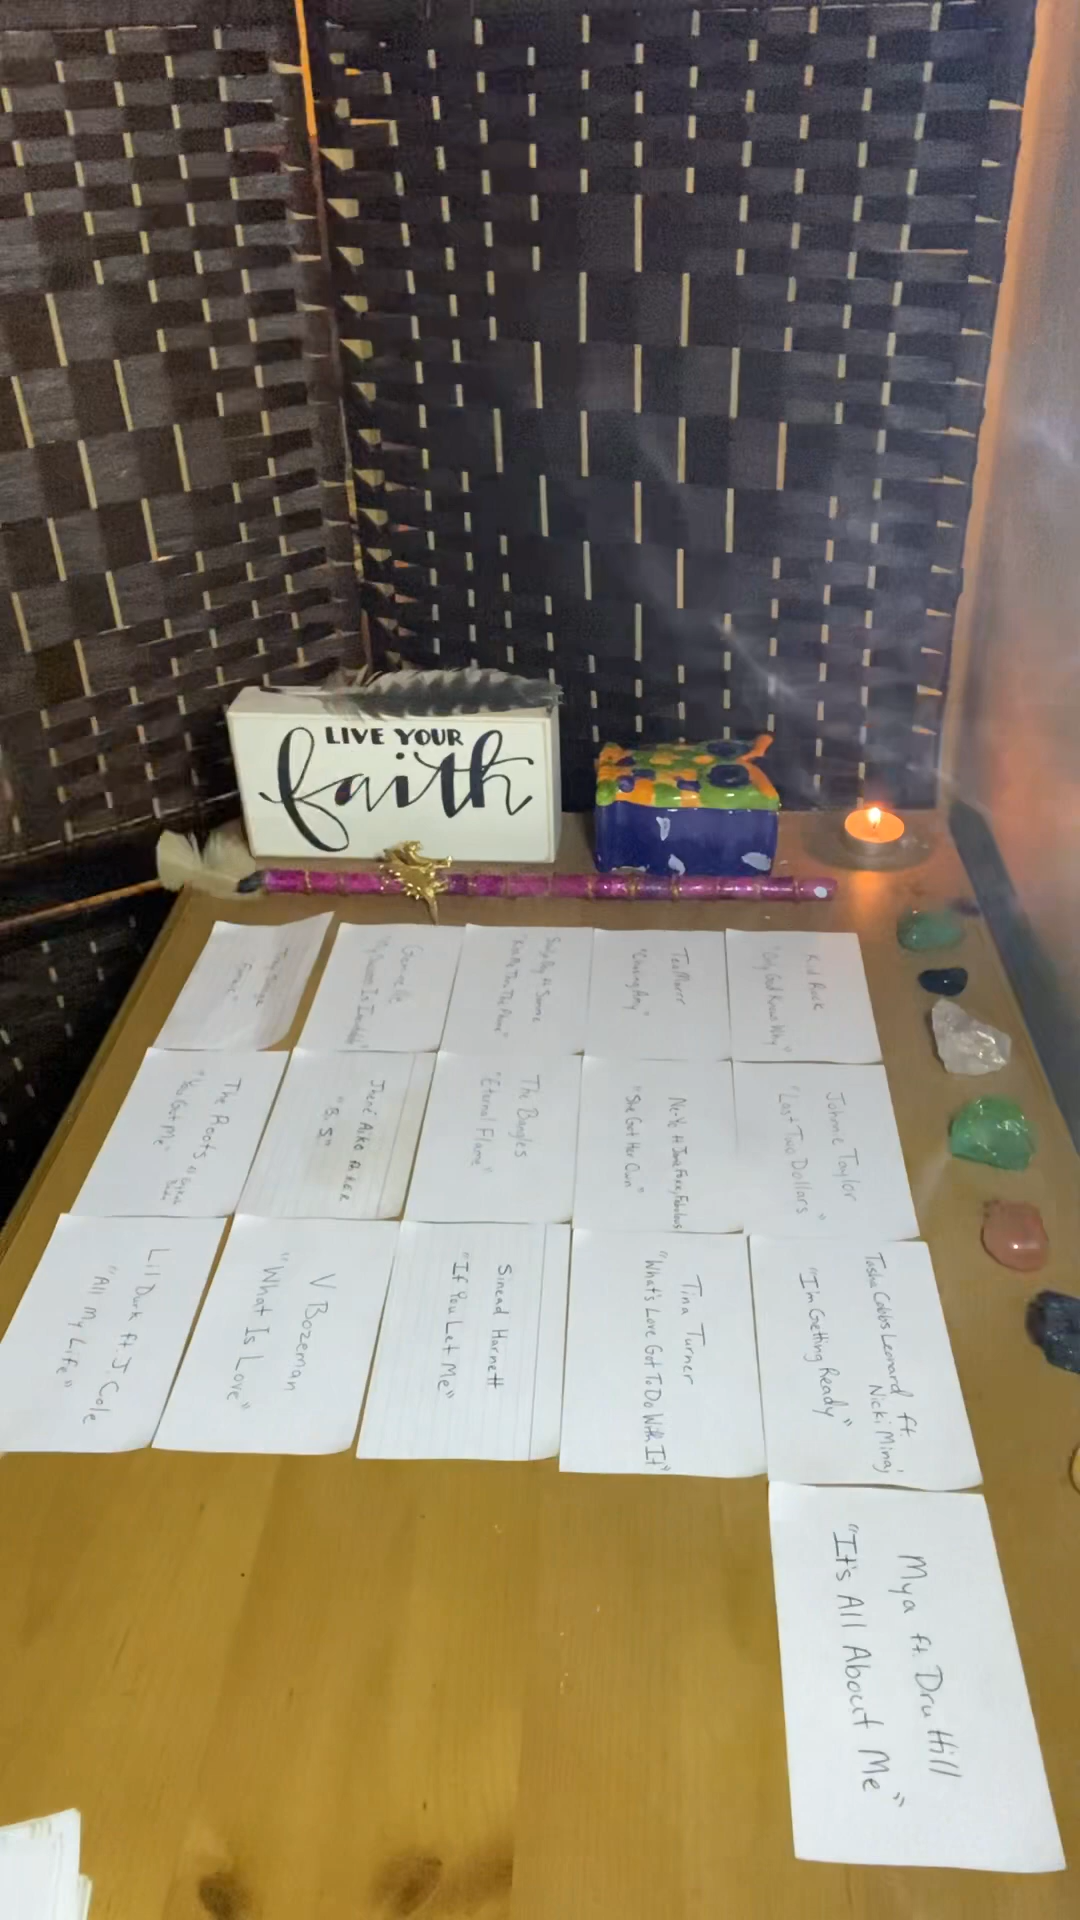 LIVE YOUR
faith
Kid Rock
"Only God Knows Why"
"
Johnnie Taylor
"Last Two Dollars"
Ne-Yo ft Jamie Foxx, Fabolous
"She Got Her Own"
The Bangles
"Eternal Flame"
Jhené Aiko
"B.S."
The Roots
"You Got Me"
Tasha Cobbs Leonard ft.
Nicki Minaj
"I'm Getting Ready"
Tina Turner
"What's Love Got To Do With It"
Sinead Harnett
"If You Let Me"
V Bozeman
"What Is Love"
Lil Durk ft J. Cole
"All My Life"
Mya ft. Dru Hill
"It's All About Me"